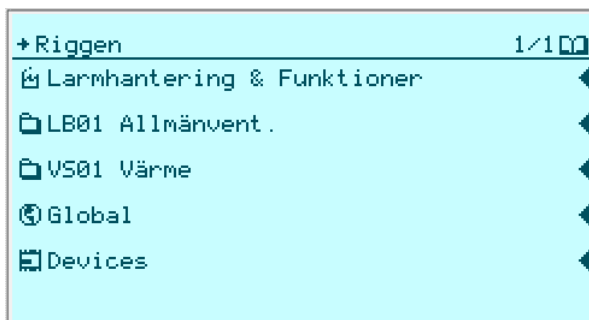 Riggen 1/1
Larmhantering & Funktioner
LB01 Allmänvent.
VS01 Värme
Global
Devices